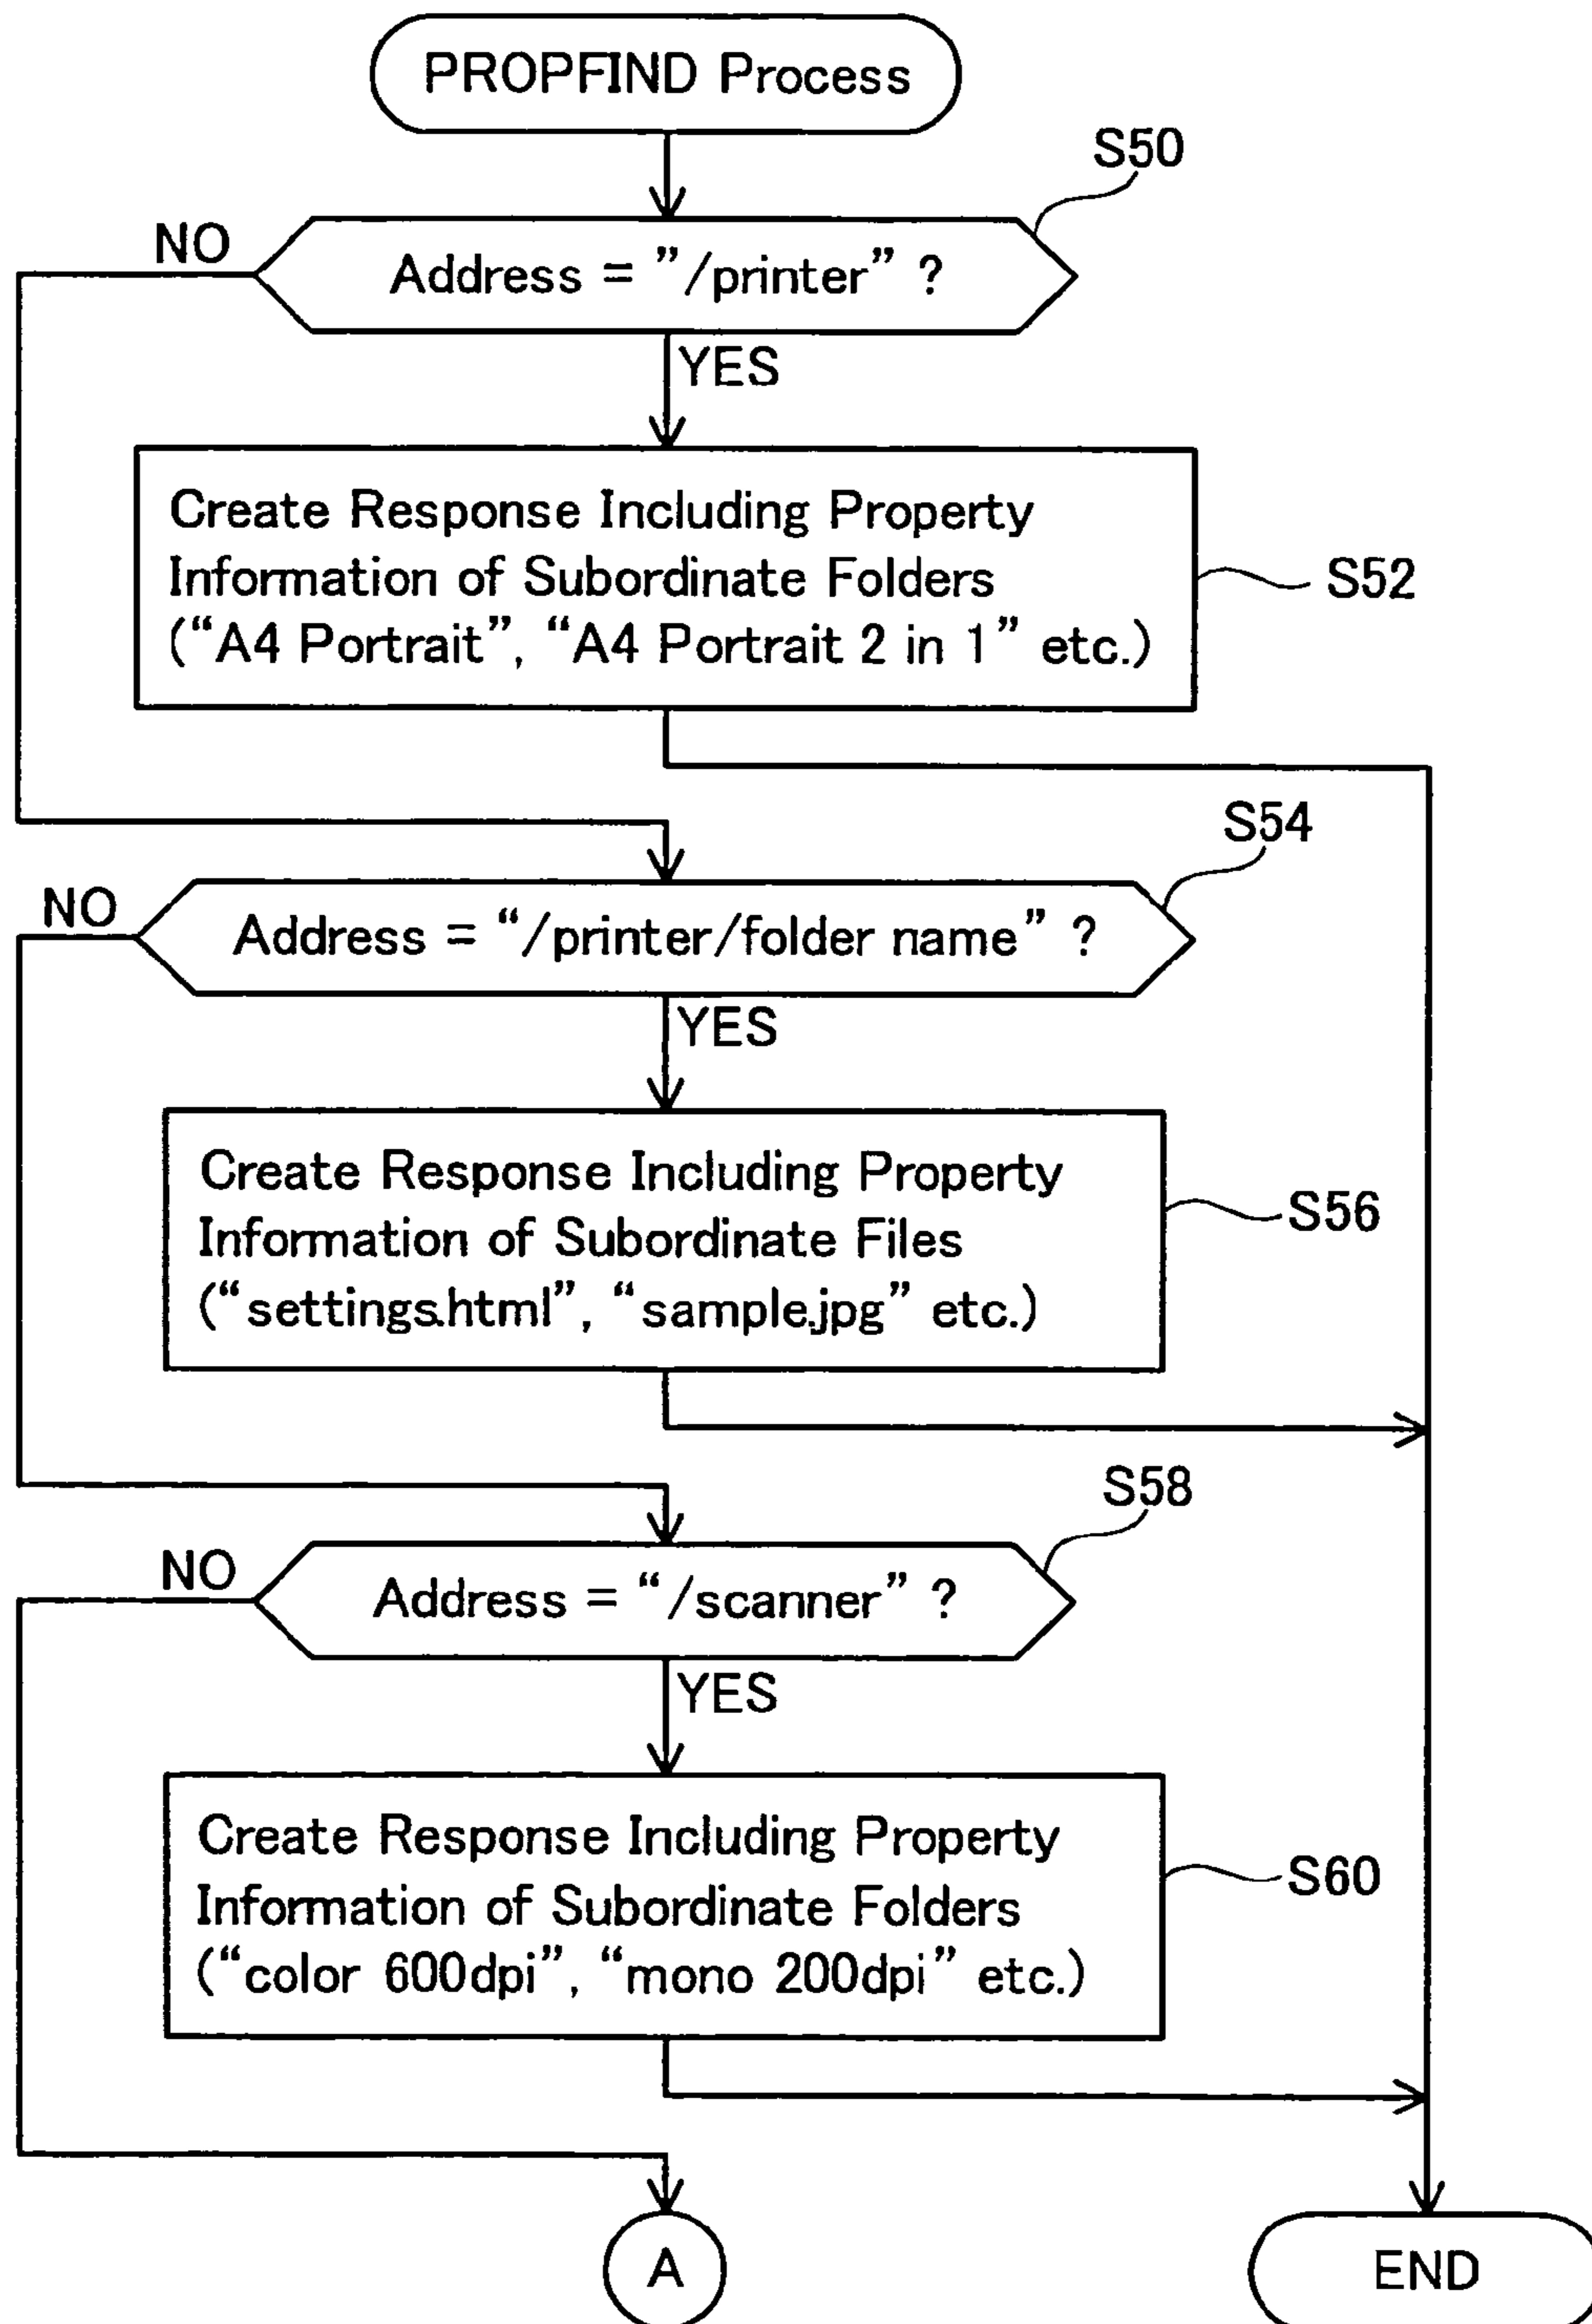 PROPFIND Process
S50
NO
Address = ”/printer” ?
YES
Create Response Including Property
Information of Subordinate Folders
(“A4 Portrait”, “A4 Portrait 2 in 1” etc.)
S52
S54
NO
Address = “/printer/folder name” ?
YES
Create Response Including Property
Information of Subordinate Files
(“settings.html”, “sample.jpg” etc.)
S56
S58
NO
Address = “/scanner” ?
YES
Create Response Including Property
Information of Subordinate Folders
(“color 600dpi”, “mono 200dpi” etc.)
S60
A
END